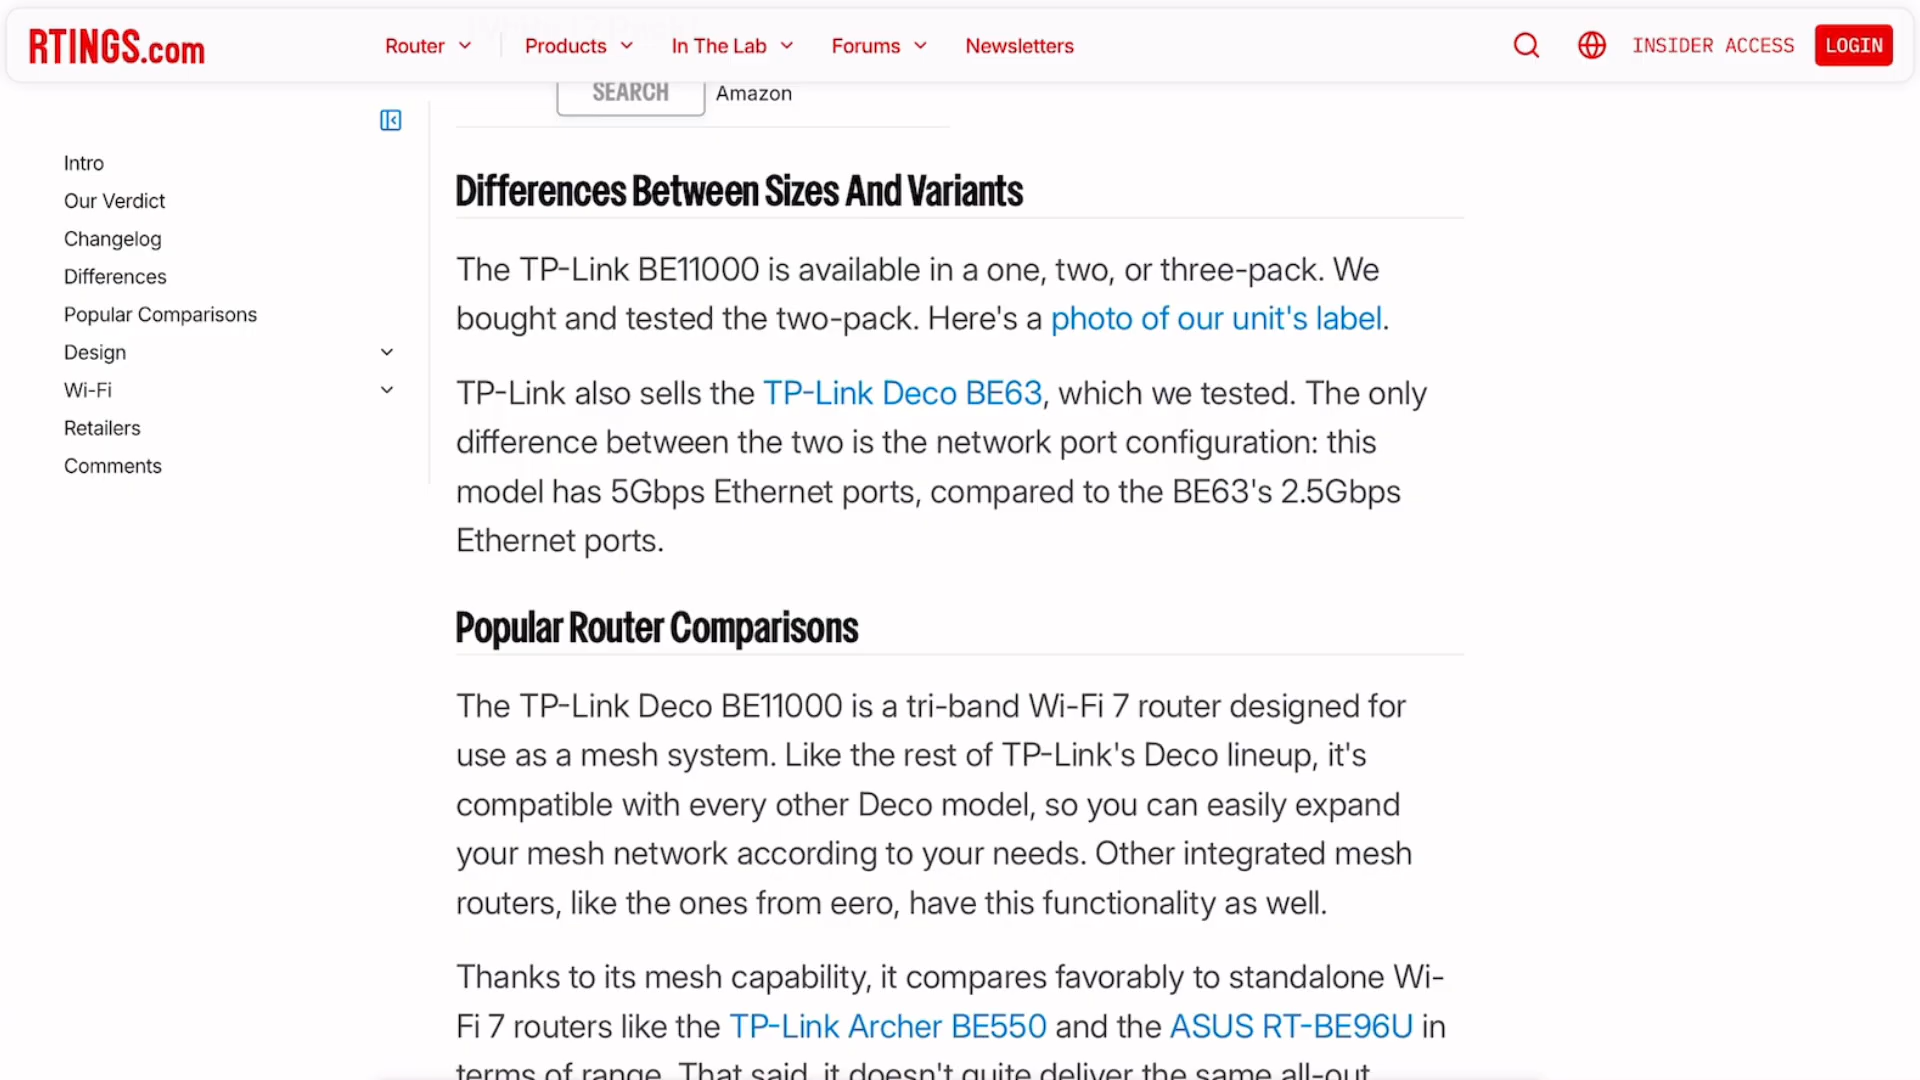 RTINGS.com
Router
Products
In The Lab
Forums
Newsletters
INSIDER ACCESS
LOGIN
SEARCH
Amazon
Intro
Our Verdict
Changelog
Differences
Popular Comparisons
Design
Wi-Fi
Retailers
Comments
Differences Between Sizes And Variants
The TP-Link BE11000 is available in a one, two, or three-pack. We
bought and tested the two-pack. Here's a photo of our unit's label.
TP-Link also sells the TP-Link Deco BE63, which we tested. The only
difference between the two is the network port configuration: this
model has 5Gbps Ethernet ports, compared to the BE63's 2.5Gbps
Ethernet ports.
Popular Router Comparisons
The TP-Link Deco BE11000 is a tri-band Wi-Fi 7 router designed for
use as a mesh system. Like the rest of TP-Link's Deco lineup, it's
compatible with every other Deco model, so you can easily expand
your mesh network according to your needs. Other integrated mesh
routers, like the ones from eero, have this functionality as well.
Thanks to its mesh capability, it compares favorably to standalone Wi-
Fi 7 routers like the TP-Link Archer BE550 and the ASUS RT-BE96U in
terms of range. That said, it doesn't quite deliver the same all-out